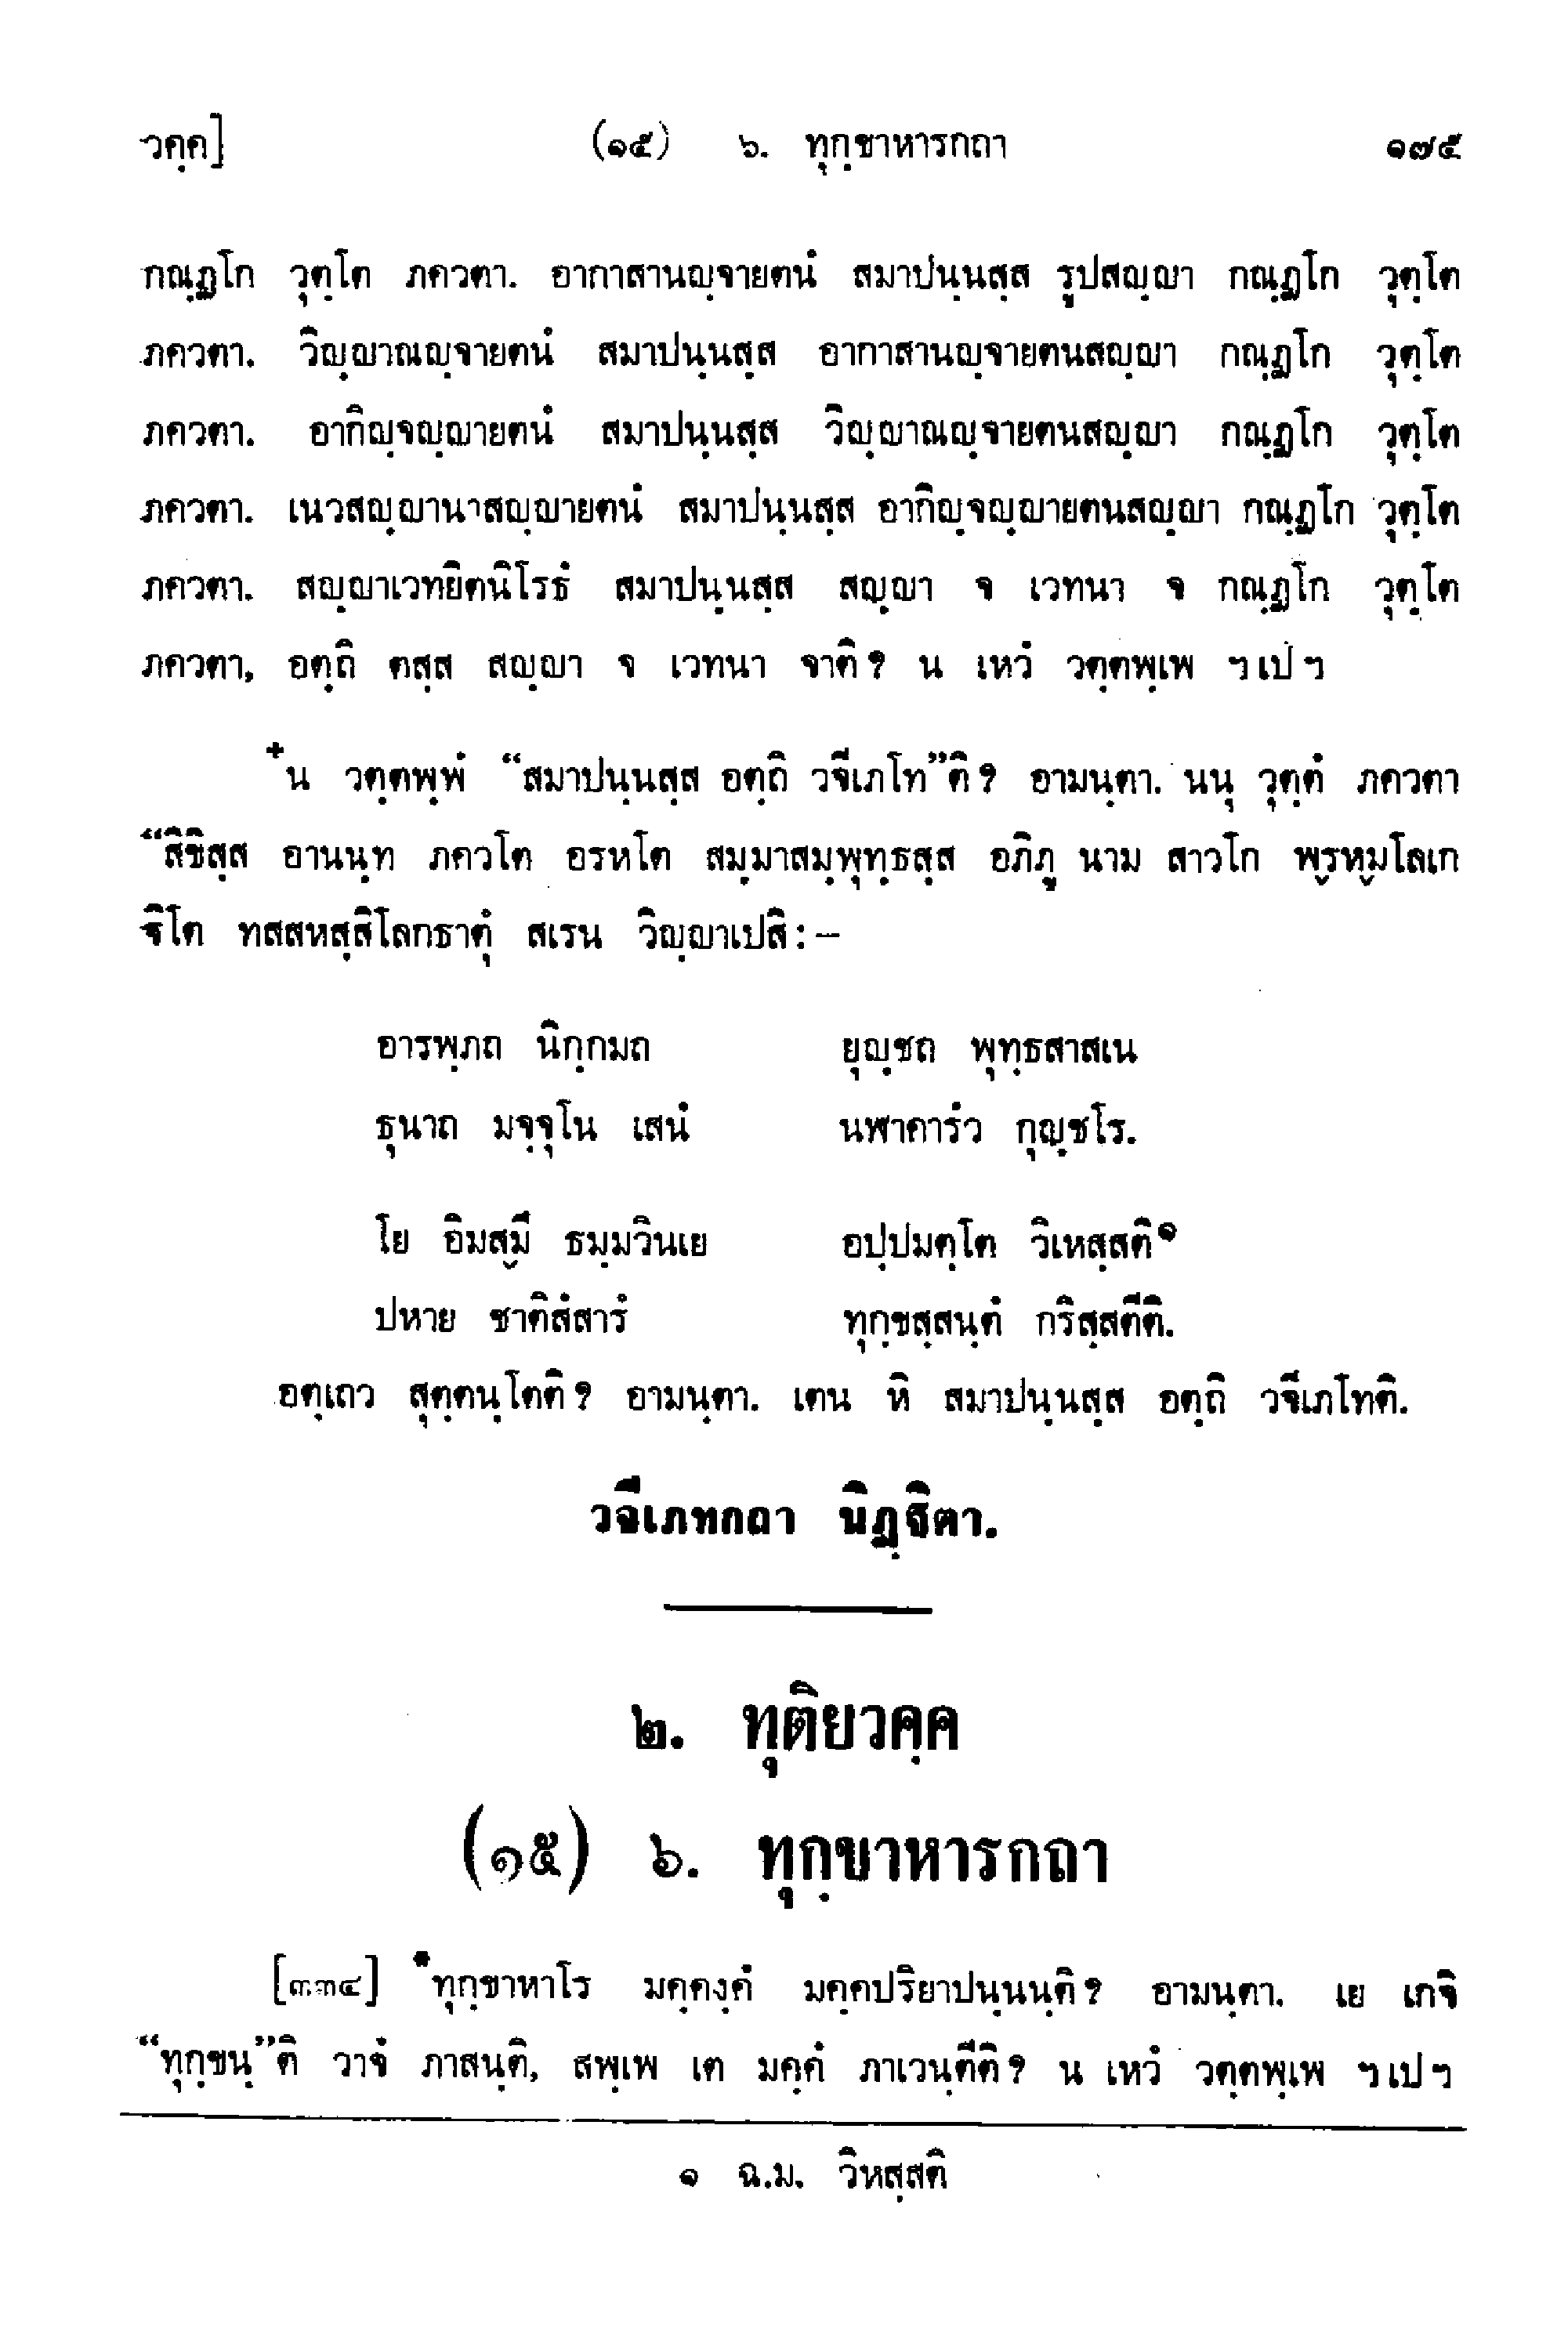 วคฺค] (๑๕) ๖. ทุกฺขาหารกถา ๑๗๕
กณฺฏโก วุตฺโต ภควตา. อากาสานญฺจายตนํ สมาปนฺนสฺส รูปสญฺญา กณฺฏโก วุตฺโต
ภควตา. วิญฺญาณญฺจายตนํ สมาปนฺนสฺส อากาสานญฺจายตนสญฺญา กณฺฏโก วุตฺโต
ภควตา. อากิญฺจญฺญายตนํ สมาปนฺนสฺส วิญฺญาณญฺจายตนสญฺญา กณฺฏโก วุตฺโต
ภควตา. เนวสญฺญานาสญฺญายตนํ สมาปนฺนสฺส อากิญฺจญฺญายตนสญฺญา กณฺฏโก วุตฺโต
ภควตา. สญฺญาเวทยิตนิโรธํ สมาปนฺนสฺส สญฺญา จ เวทนา จ กณฺฏโก วุตฺโต
ภควตา, อตฺถิ ตสฺส สญฺญา จ เวทนา จาติ? น เหวํ วตฺตพฺเพ ฯเปฯ
+น วตฺตพฺพํ “สมาปนฺนสฺส อตฺถิ วจีเภโท”ติ? อามนฺตา. นนุ วุตฺตํ ภควตา
“สิขิสฺส อานนฺท ภควโต อรหโต สมฺมาสมฺพุทฺธสฺส อภิภู นาม สาวโก พฺรหฺมโลเก
ฐิโต ทสสหสฺสิโลกธาตุํ สเรน วิญฺญาเปสิ:–
อารพฺภถ นิกฺกมถ ยุญฺชถ พุทฺธสาสเน
ธุนาถ มจฺจุโน เสนํ นฬาคารํว กุญฺชโร.
โย อิมสฺมึ ธมฺมวินเย อปฺปมตฺโต วิเหสฺสติ๑
ปหาย ชาติสํสารํ ทุกฺขสฺสนฺตํ กริสฺสตีติ.
อตฺเถว สุตฺตนฺโตติ? อามนฺตา. เตน หิ สมาปนฺนสฺส อตฺถิ วจีเภโทติ.
วจีเภทกถา นิฏฺฐิตา.
๒. ทุติยวคฺค
(๑๕) ๖. ทุกฺขาหารกถา
[๓๓๔] *ทุกฺขาหาโร มคฺคงฺคํ มคฺคปริยาปนฺนนฺติ? อามนฺตา. เย เกจิ
“ทุกฺขนฺ”ติ วาจํ ภาสนฺติ, สพฺเพ เต มคฺคํ ภาเวนฺตีติ? น เหวํ วตฺตพฺเพ ฯเปฯ
๑ ฉ.ม. วิหสฺสติ